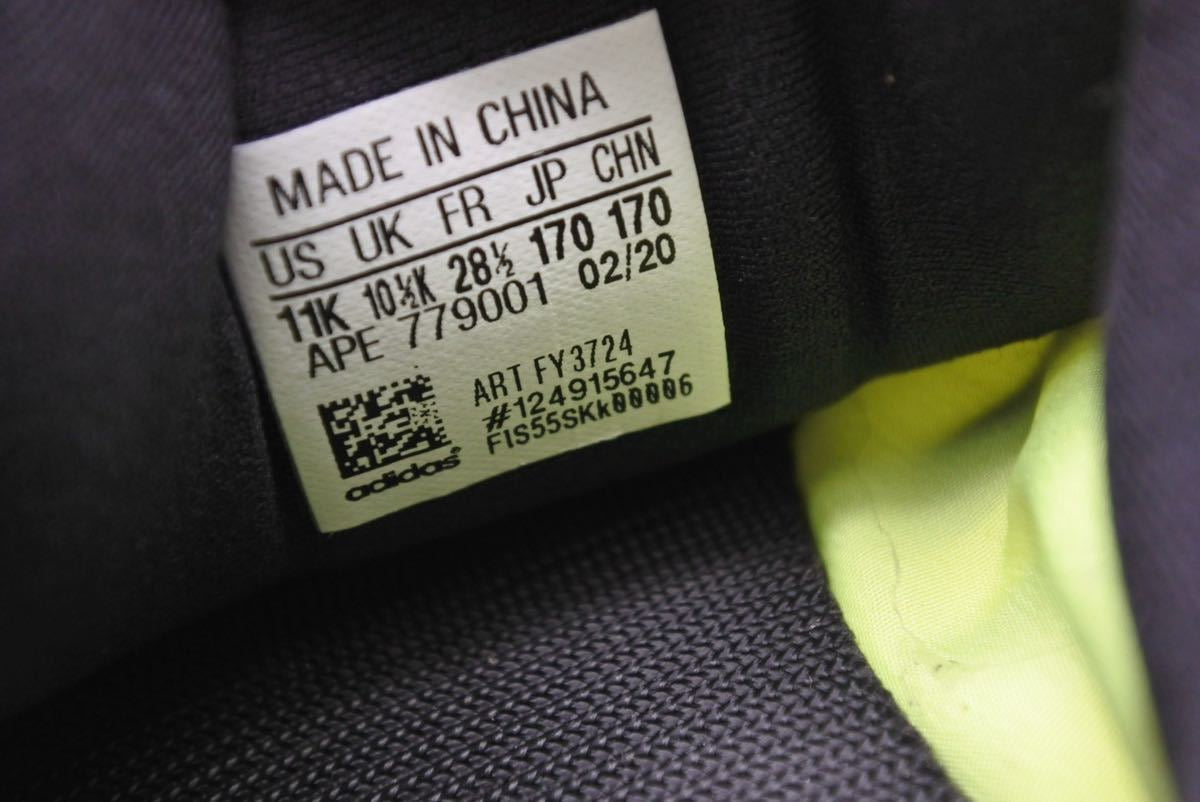 MADE IN CHINA
US UK FR JP CHN
11K 10½K 28½ 170 170
APE 779001 02/20
ART FY3724
#124915647
FIS55SKk00006
adidas